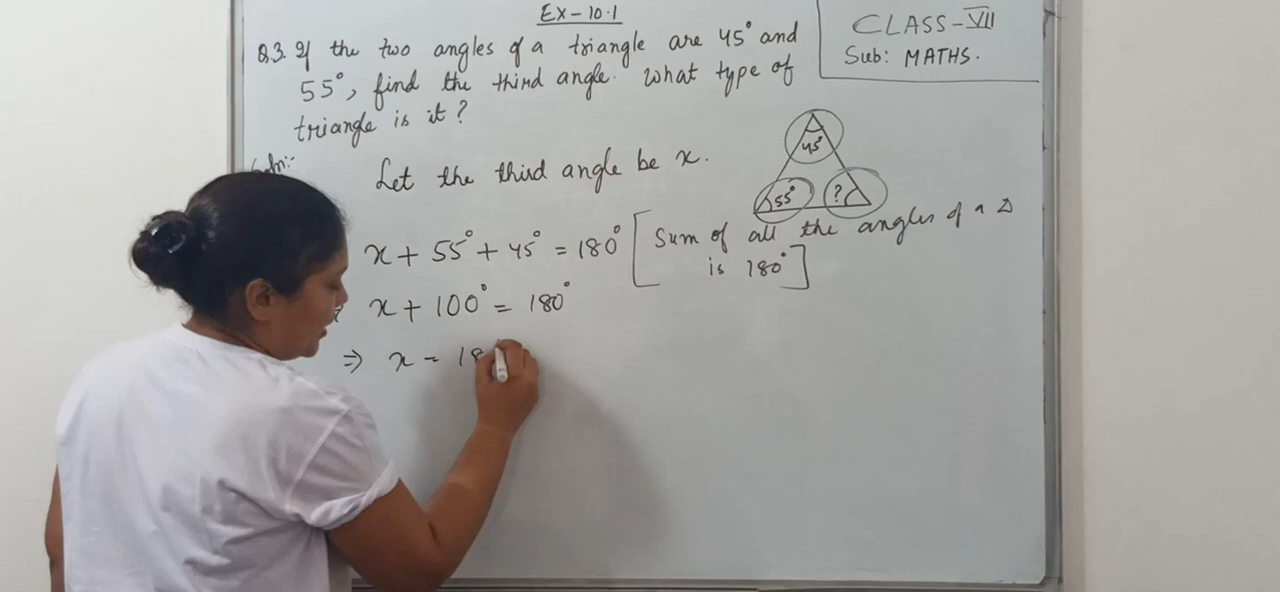 EX-10.1
CLASS-VII
Sub: MATHS.
Q.3. If the two angles of a triangle are 45° and
55°, find the third angle. What type of
triangle is it?
45°
55°
?
Soln:-
Let the third angle be x.
x + 55° + 45° = 180° [Sum of all the angles of a Δ
is 180°]
x + 100° = 180°
⇒ x = 18